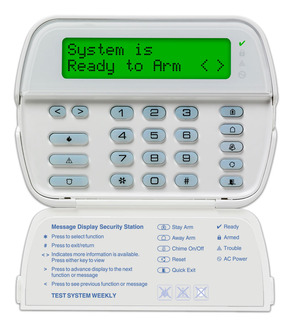 System is
Ready to Arm < >
< > 1 2 3
4 5 6
7 8 9
* 0 #
Message Display Security Station
* Press to select function
# Press to exit/return
< > Indicates more information is available.
Press either key to view
> Press to advance display to the next
function or message
< Press to see previous function or message
TEST SYSTEM WEEKLY
Stay Arm
Away Arm
Chime On/Off
Reset
Quick Exit
✓ Ready
Armed
Trouble
AC Power